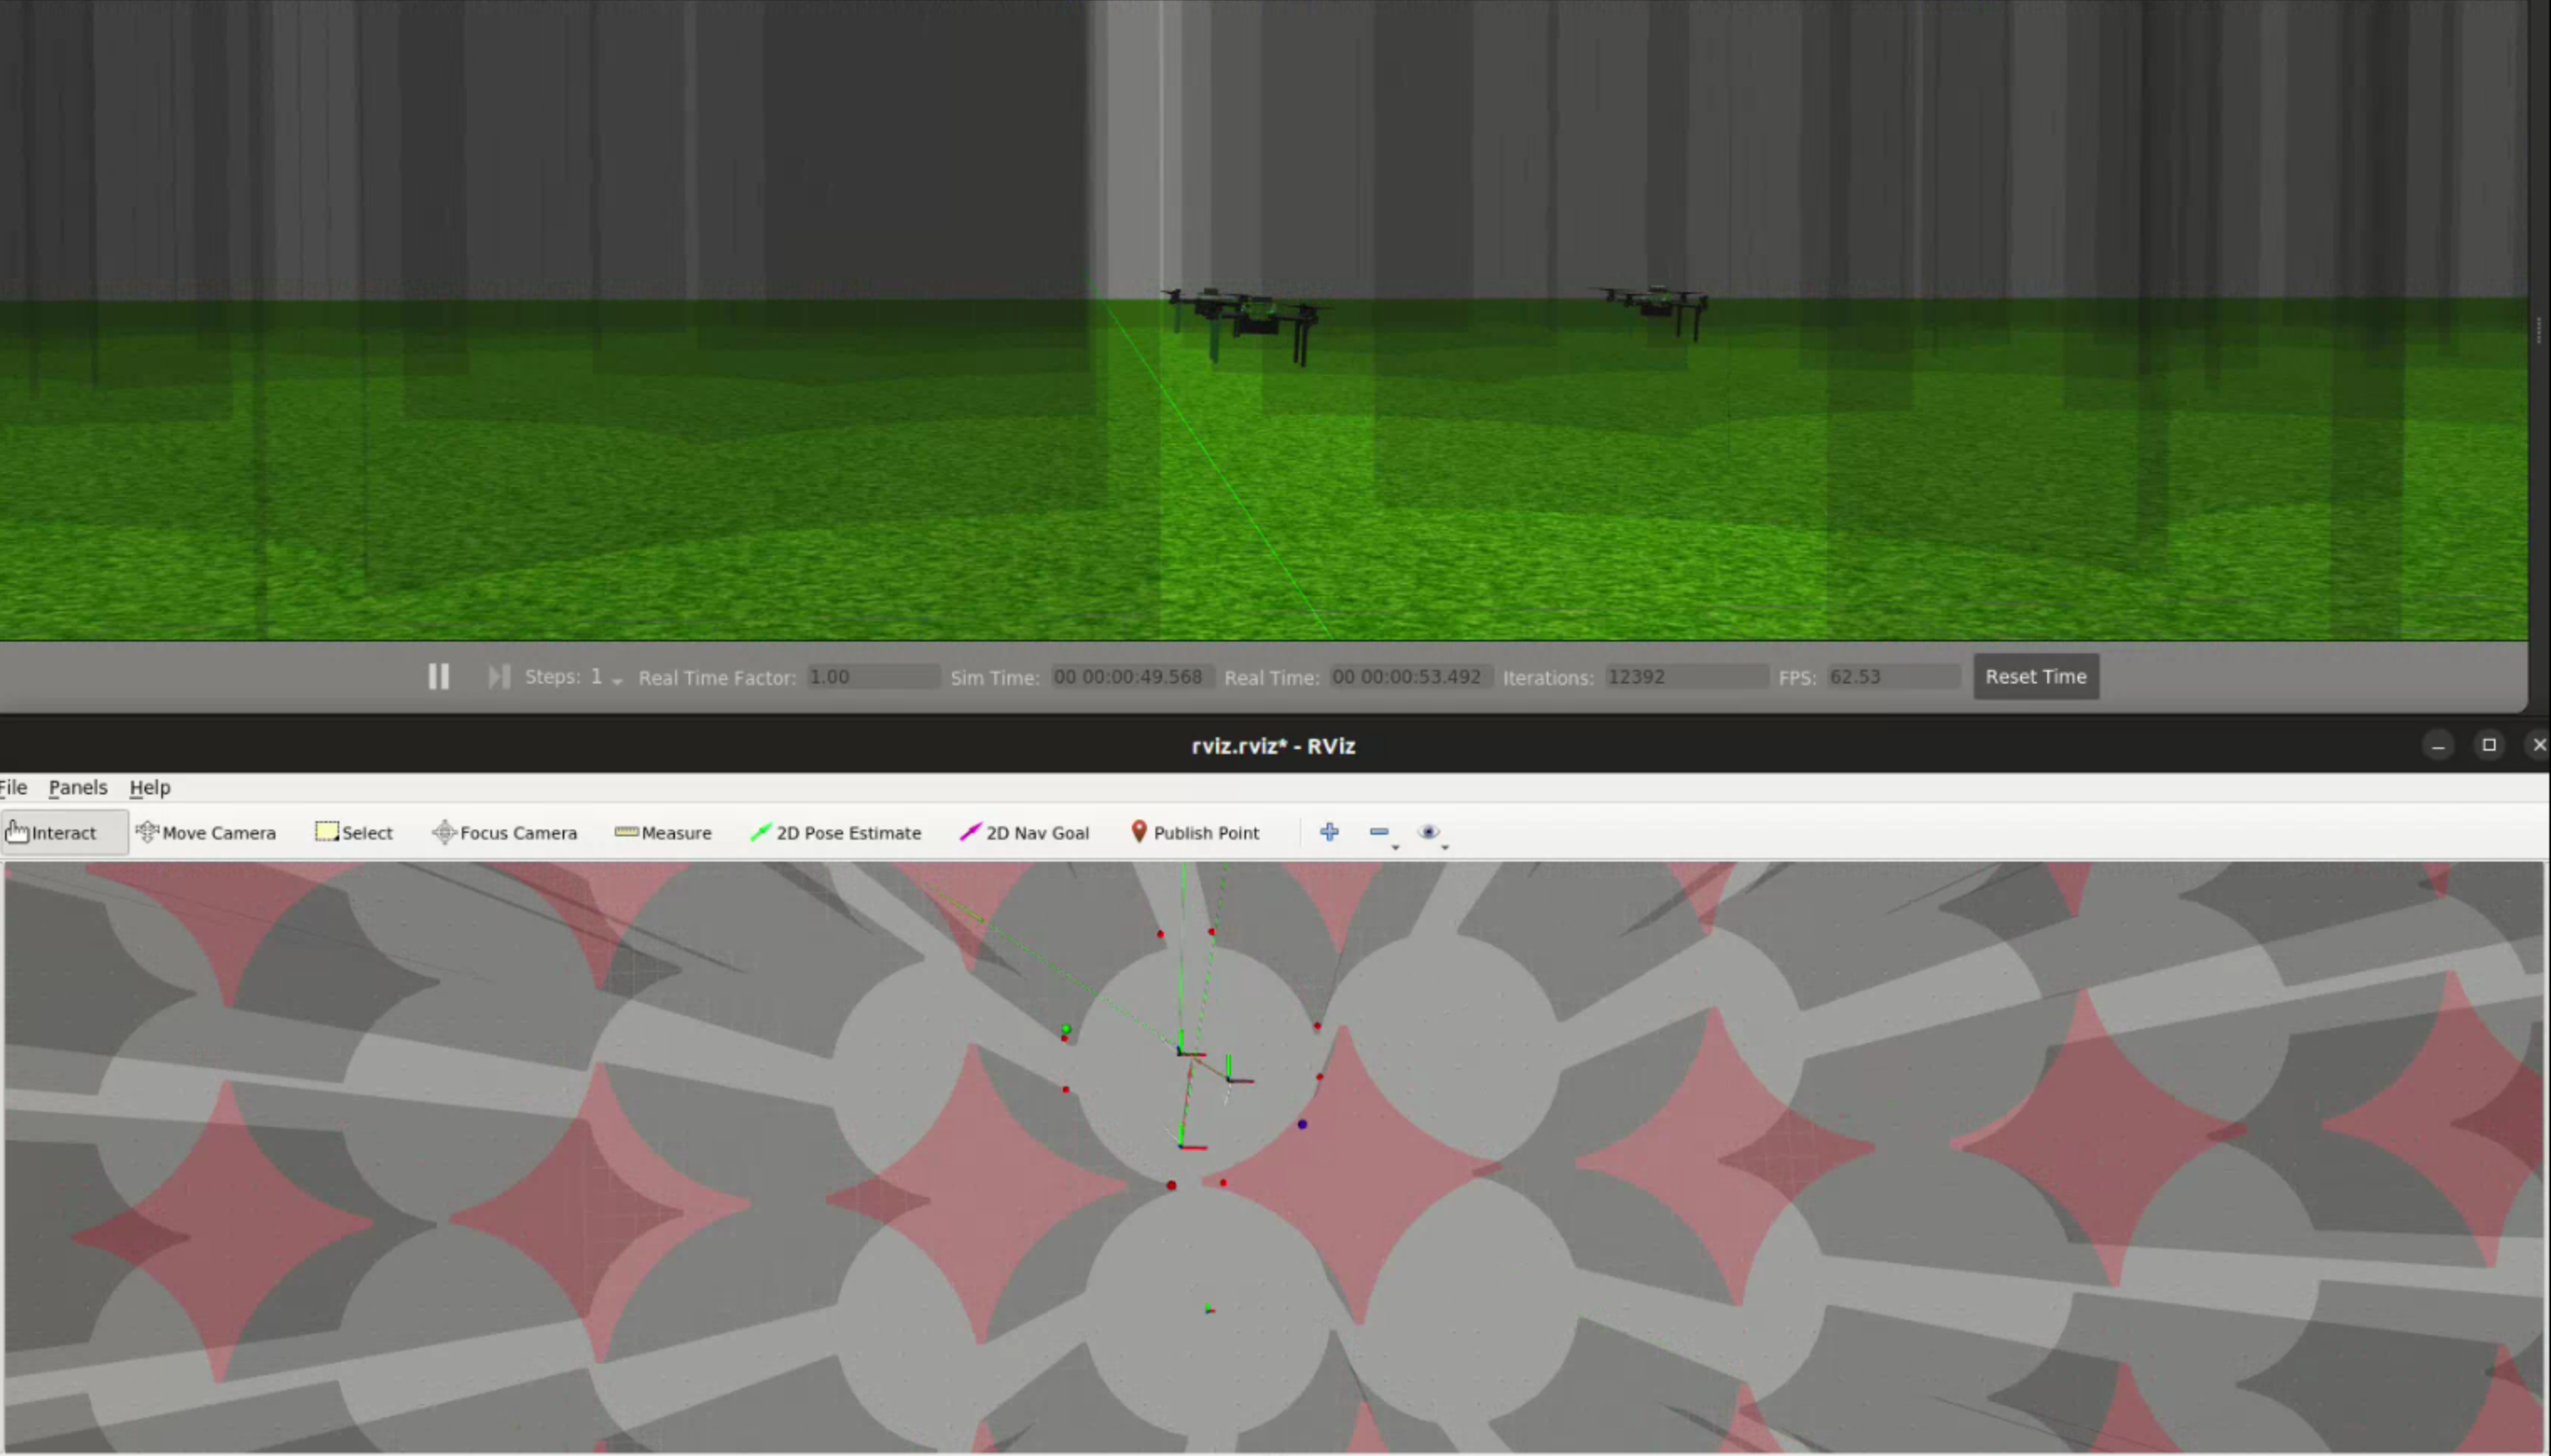 Steps: 1 Real Time Factor: 1.00 Sim Time: 00 00:00:49.568 Real Time: 00 00:00:53.492 Iterations: 12392 FPS: 62.53 Reset Time
rviz.rviz* - RViz
File Panels Help
Interact Move Camera Select Focus Camera Measure 2D Pose Estimate 2D Nav Goal Publish Point